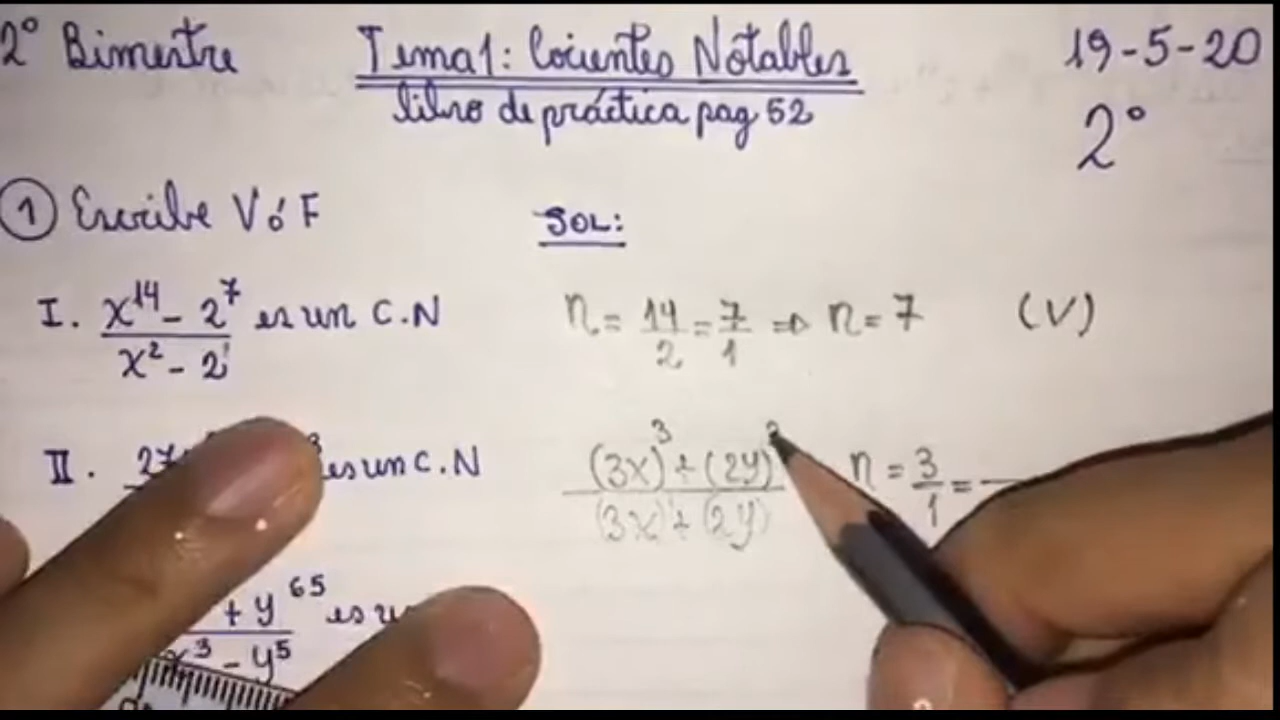 2° Bimestre Tema 1: Cocientes Notables 19-5-20
libro de práctica pag 52 2°
1 Escribe V ó F SOL:
I. x^14 - 2^7 es un C.N n = 14/2 = 7/1 => n = 7 (V)
x^2 - 2^1
II. 27 es un C.N (3x)^3 + (2y) n = 3/1 =
(3x)^1 + (2y)
+ y^65 es
x^3 - y^5